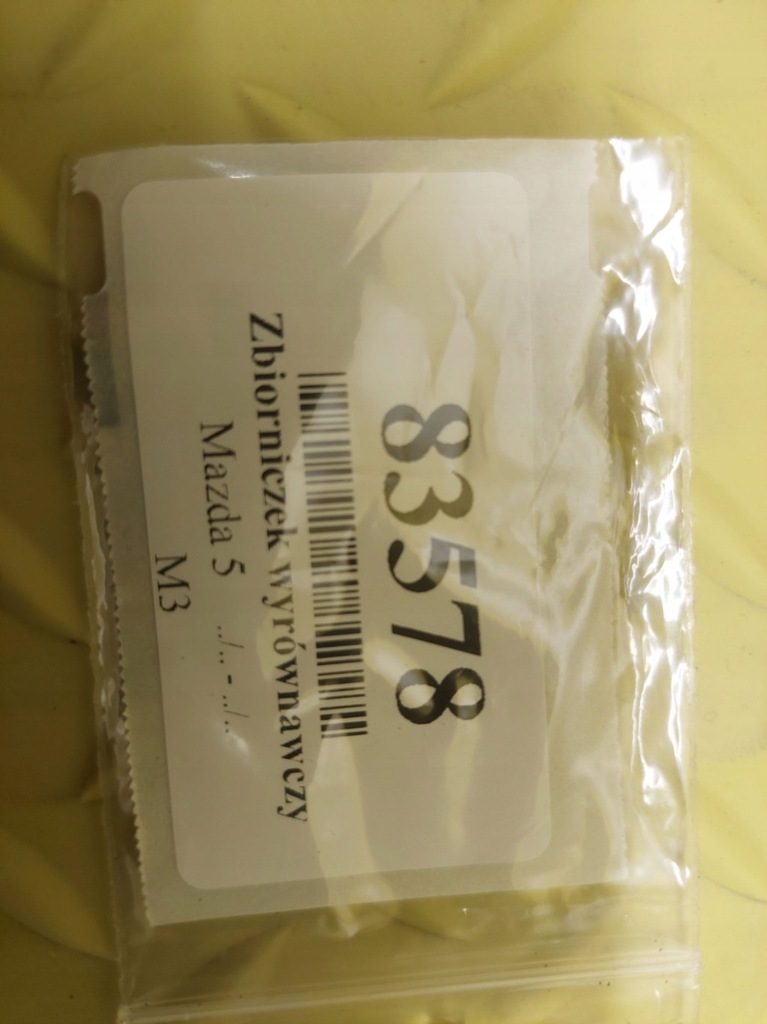 83578
Zbiorniczek wyrównawczy
Mazda 5 ../.. - ../..
M3